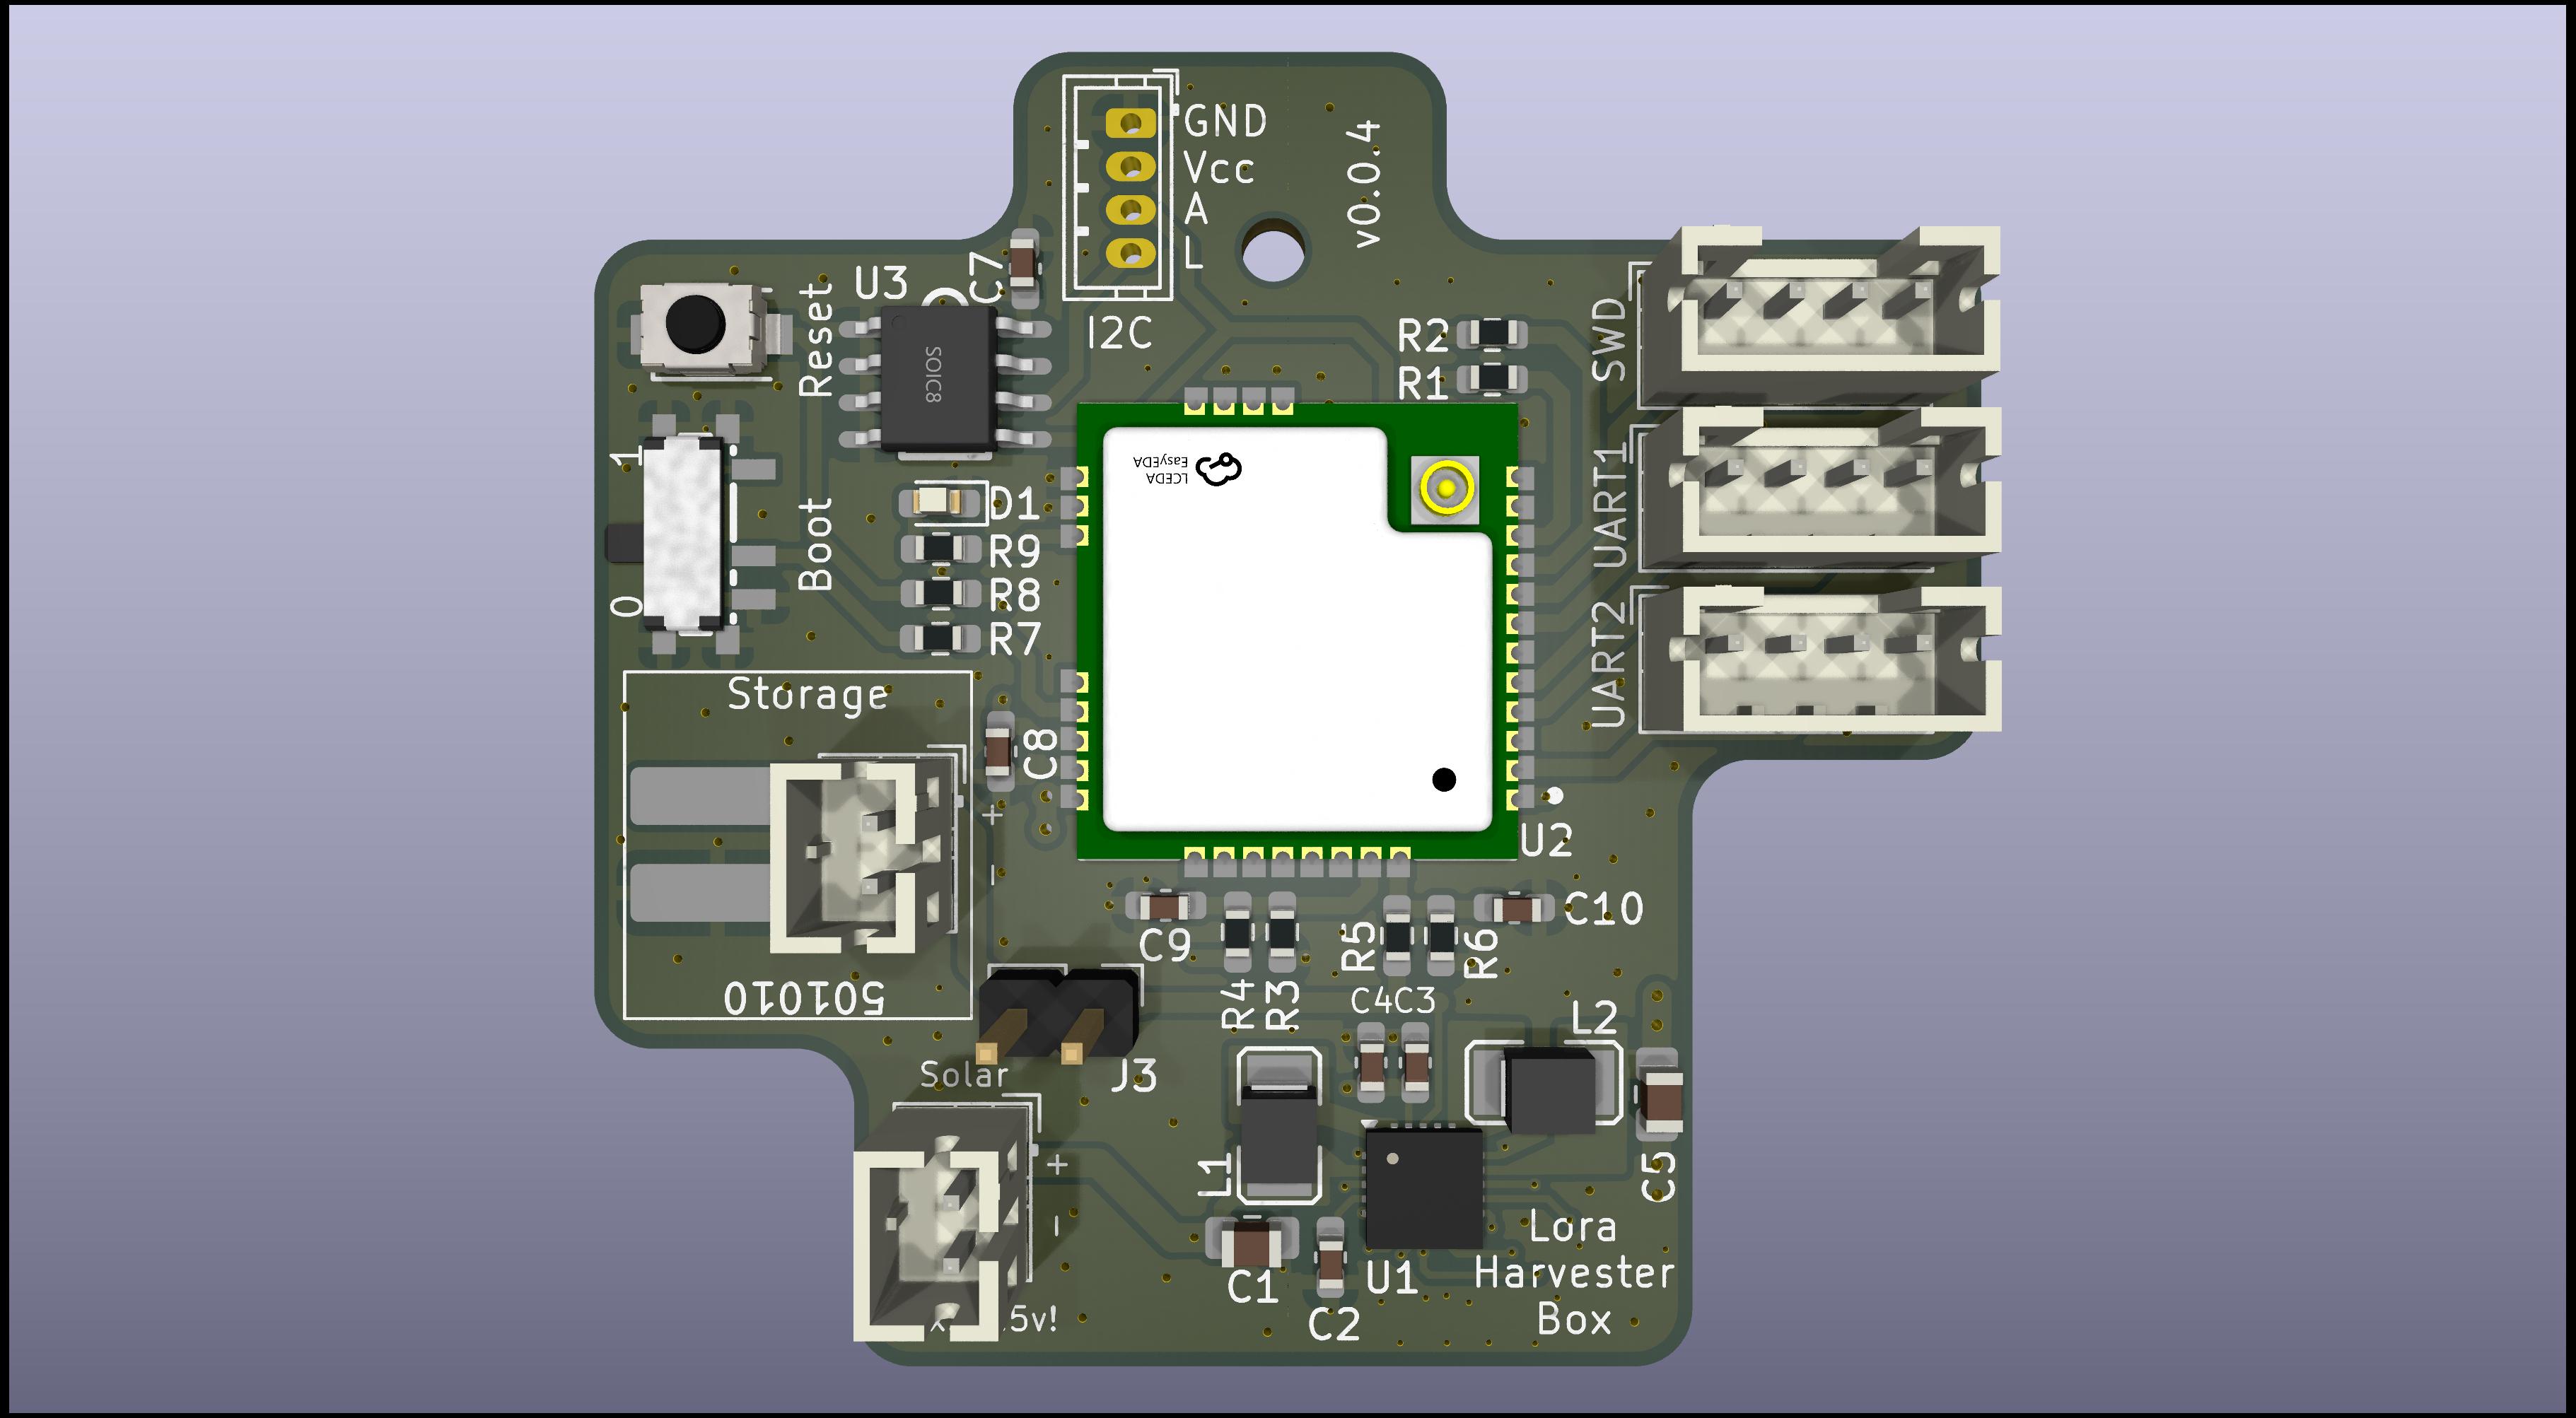 GND
Vcc
A
L
I2C
v0.0.4
C7
U3
SOIC8
Reset
R2
R1
SWD
1
Boot
0
D1
R9
R8
R7
LCEDA
EasyEDA
UART1
UART2
Storage
C8
+
-
501010
U2
C9
R4
R3
R5
R6
C10
C4C3
L2
Solar
J3
L1
C5
+
-
C1
C2
U1
5v!
Lora
Harvester
Box